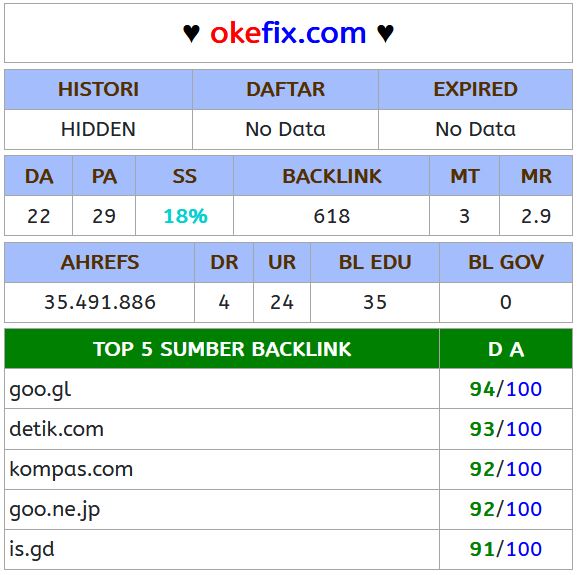 ♥ okefix.com ♥
HISTORI DAFTAR EXPIRED
HIDDEN No Data No Data
DA PA SS BACKLINK MT MR
22 29 18% 618 3 2.9
AHREFS DR UR BL EDU BL GOV
35.491.886 4 24 35 0
TOP 5 SUMBER BACKLINK D A
goo.gl 94/100
detik.com 93/100
kompas.com 92/100
goo.ne.jp 92/100
is.gd 91/100